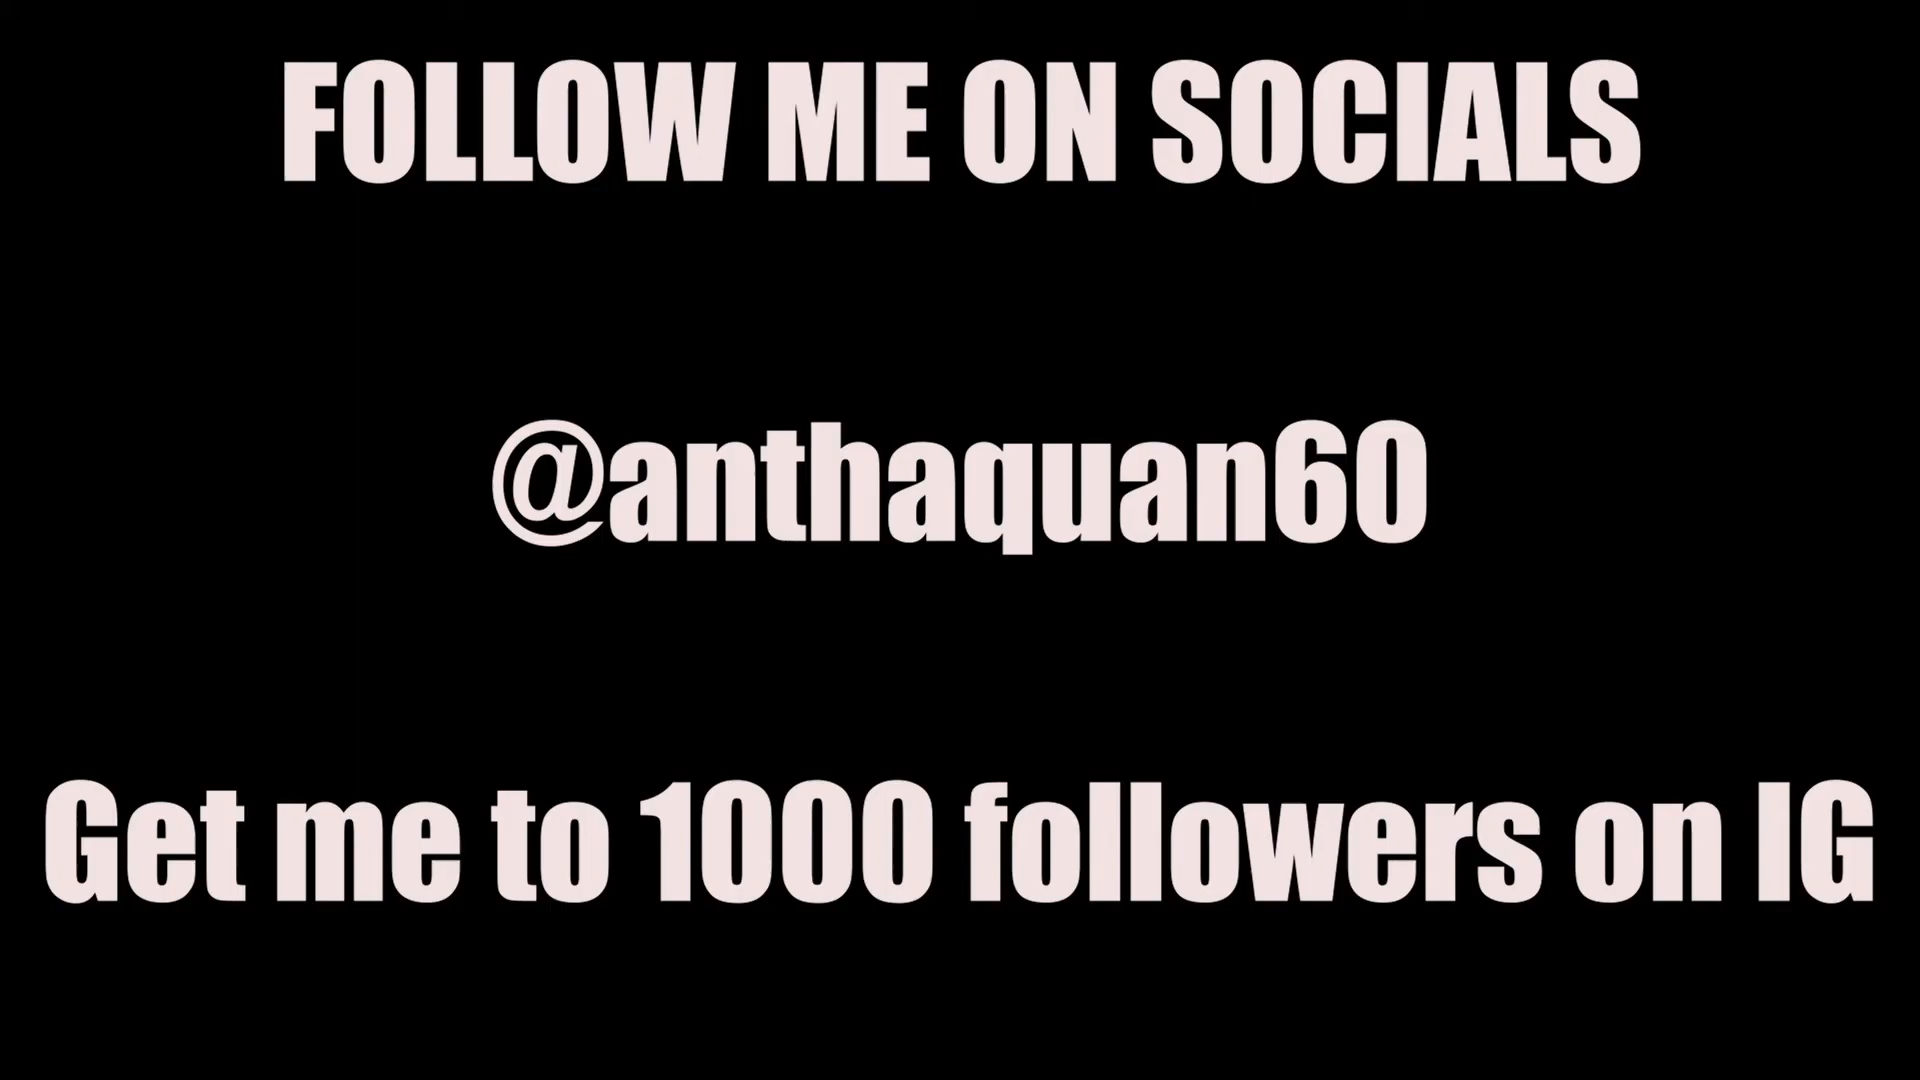 FOLLOW ME ON SOCIALS
@anthaquan60
Get me to 1000 followers on IG